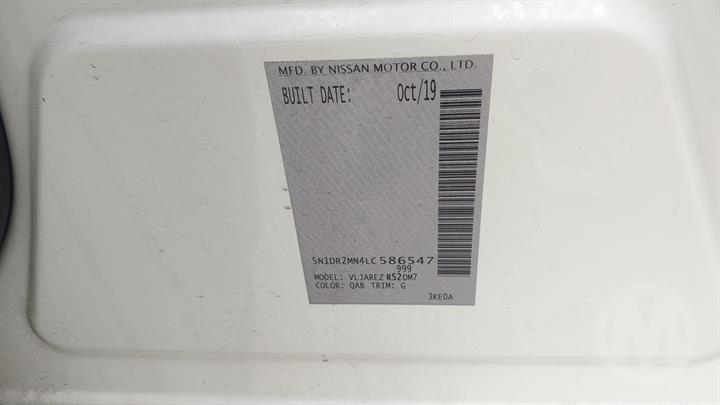 MFD. BY NISSAN MOTOR CO., LTD.
BUILT DATE: Oct/19
5N1DR2MN4LC586547
999
MODEL: VLJAREZ R52DM7
COLOR: QAB TRIM: G
3KE0A
M